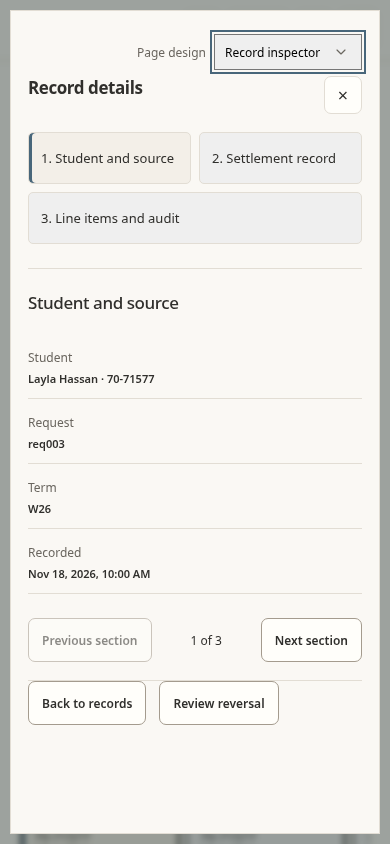 Page design Record inspector
Record details
×
1. Student and source
2. Settlement record
3. Line items and audit
Student and source
Student
Layla Hassan · 70-71577
Request
req003
Term
W26
Recorded
Nov 18, 2026, 10:00 AM
Previous section
1 of 3
Next section
Back to records
Review reversal